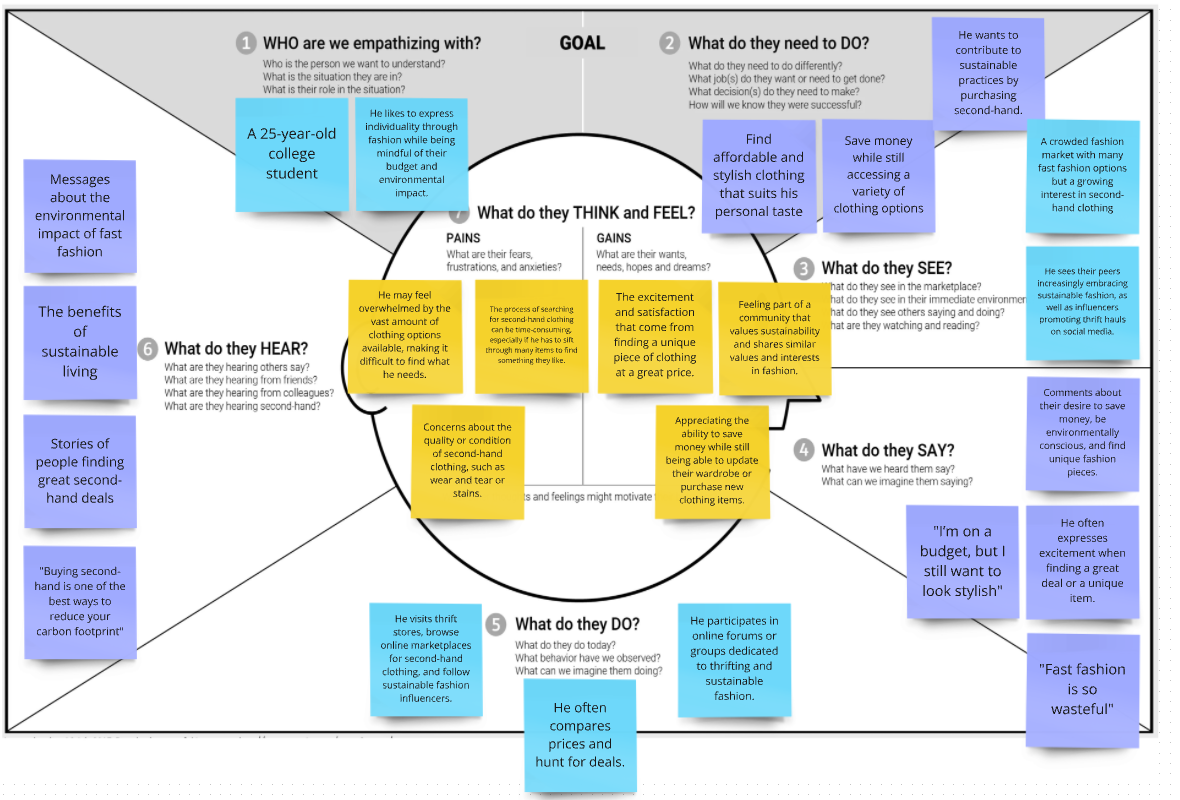 GOAL
1 WHO are we empathizing with?
Who is the person we want to understand?
What is the situation they are in?
What is their role in the situation?
A 25-year-old
college
student
He likes to express
individuality through
fashion while being
mindful of their
budget and
environmental
impact.
2 What do they need to DO?
What do they need to do differently?
What job(s) do they want or need to get done?
What decision(s) do they need to make?
How will we know they were successful?
He wants to
contribute to
sustainable
practices by
purchasing
second-hand.
Find
affordable and
stylish clothing
that suits his
personal taste
Save money
while still
accessing a
variety of
clothing options
3 What do they SEE?
What do they see in the marketplace?
what do they see in their immediate environmen
what do they see others saying and doing?
hat are they watching and reading?
A crowded fashion
market with many
fast fashion options
but a growing
interest in second-
hand clothing
He sees their peers
increasingly embracing
sustainable fashion, as
well as influencers
promoting thrift hauls
on social media.
4 What do they SAY?
What have we heard them say?
What can we imagine them saying?
Comments about
their desire to save
money, be
environmentally
conscious, and find
unique fashion
pieces.
"I'm on a
budget, but I
still want to
look stylish"
He often
expresses
excitement when
finding a great
deal or a unique
item.
"Fast fashion
is so
wasteful"
5 What do they DO?
What do they do today?
What behavior have we observed?
What can we imagine them doing?
He visits thrift
stores, browse
online marketplaces
for second-hand
clothing, and follow
sustainable fashion
influencers.
He often
compares
prices and
hunt for deals.
He participates in
online forums or
groups dedicated
to thrifting and
sustainable
fashion.
6 What do they HEAR?
What are they hearing others say?
What are they hearing from friends?
What are they hearing from colleagues?
What are they hearing second-hand?
Messages
about the
environmental
impact of fast
fashion
The benefits
of
sustainable
living
Stories of
people finding
great second-
hand deals
"Buying second-
hand is one of the
best ways to
reduce your
carbon footprint"
7 What do they THINK and FEEL?
PAINS
What are their fears,
frustrations, and anxieties?
He may feel
overwhelmed by the
vast amount of
clothing options
available, making it
difficult to find what
he needs.
The process of searching
for second-hand clothing
can be time-consuming,
especially if he has to sift
through many items to find
something they like.
Concerns about the
quality or condition
of second-hand
clothing, such as
wear and tear or
stains.
GAINS
What are their wants,
needs, hopes and dreams?
The excitement
and satisfaction
that come from
finding a unique
piece of clothing
at a great price.
Feeling part of a
community that
values sustainability
and shares similar
values and interests
in fashion.
Appreciating the
ability to save
money while still
being able to update
their wardrobe or
purchase new
clothing items.
ts and feelings might motivate